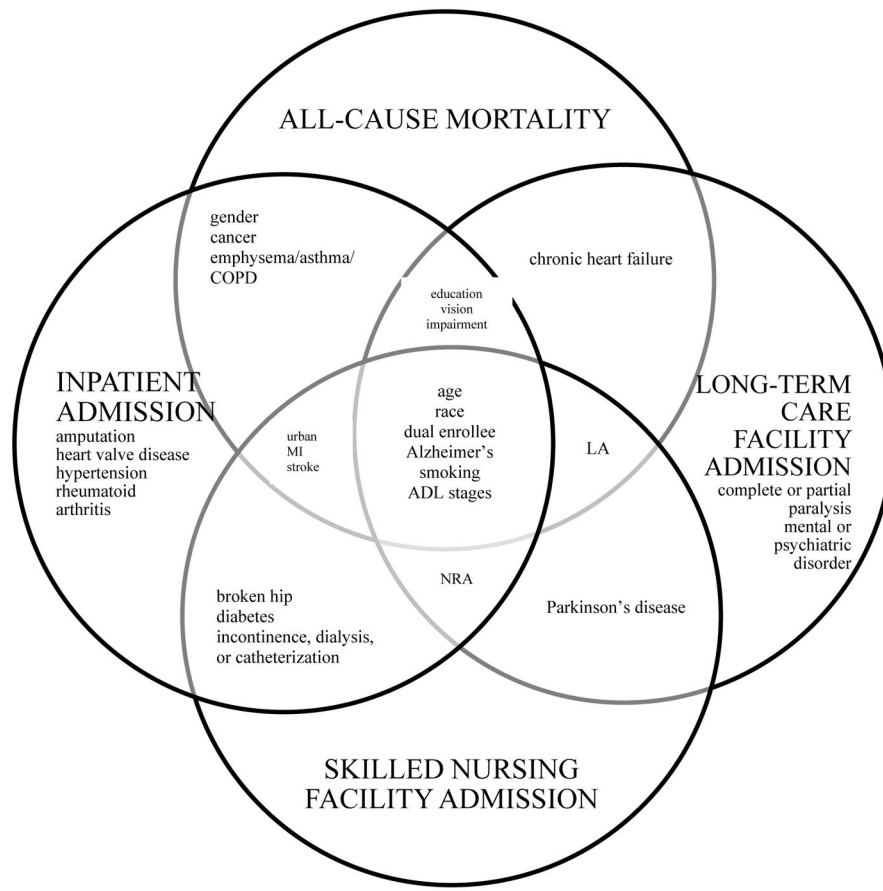 ALL-CAUSE MORTALITY
gender
cancer
emphysema/asthma/
COPD
chronic heart failure
education
vision
impairment
INPATIENT
ADMISSION
amputation
heart valve disease
hypertension
rheumatoid
arthritis
urban
MI
stroke
age
race
dual enrollee
Alzheimer's
smoking
ADL stages
LA
LONG-TERM
CARE
FACILITY
ADMISSION
complete or partial
paralysis
mental or
psychiatric
disorder
NRA
broken hip
diabetes
incontinence, dialysis,
or catheterization
Parkinson's disease
SKILLED NURSING
FACILITY ADMISSION